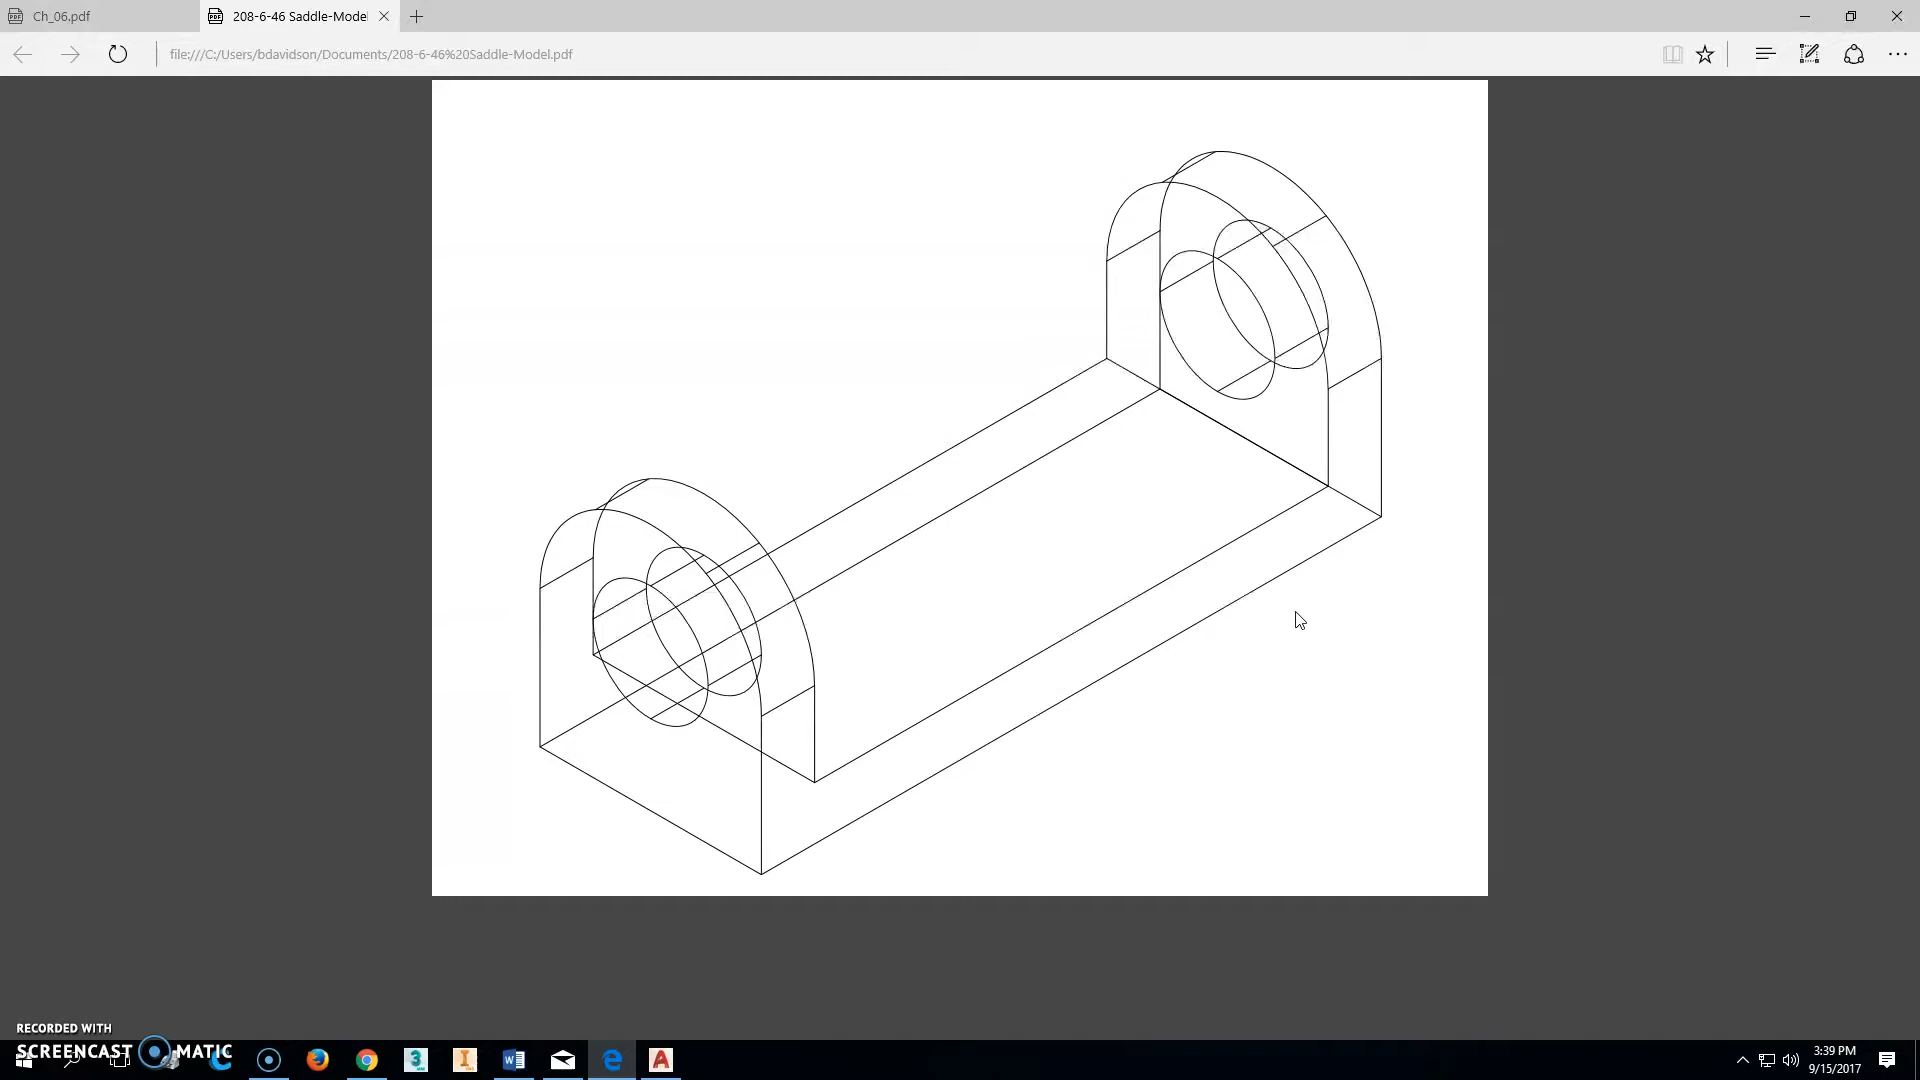 Ch_06.pdf
208-6-46 Saddle-Model
file:///C:/Users/bdavidson/Documents/208-6-46%20Saddle-Model.pdf
RECORDED WITH
SCREENCAST MATIC
3:39 PM
9/15/2017